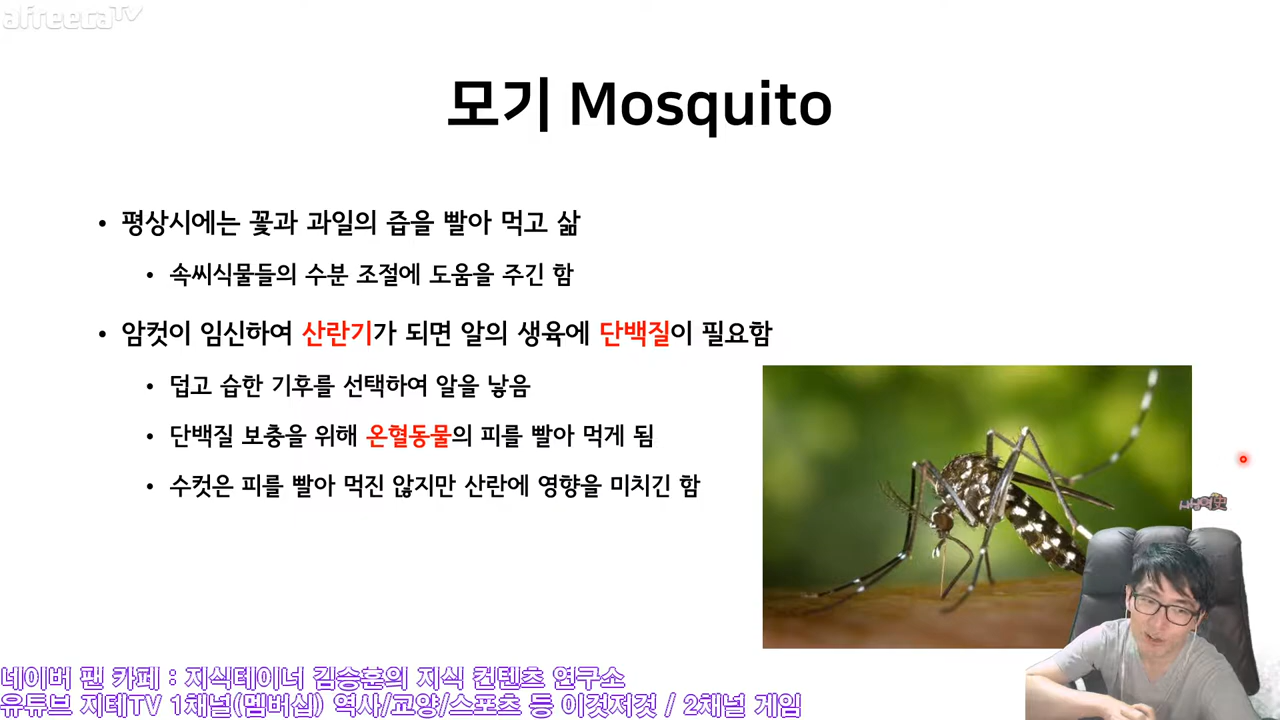 afreecaTV
모기 Mosquito
• 평상시에는 꽃과 과일의 즙을 빨아 먹고 삶
• 속씨식물들의 수분 조절에 도움을 주긴 함
• 암컷이 임신하여 산란기가 되면 알의 생육에 단백질이 필요함
• 덥고 습한 기후를 선택하여 알을 낳음
• 단백질 보충을 위해 온혈동물의 피를 빨아 먹게 됨
• 수컷은 피를 빨아 먹진 않지만 산란에 영향을 미치긴 함
네이버 팬 카페 : 지식테이너 김승훈의 지식 컨텐츠 연구소
유튜브 지테TV 1채널(멤버십) 역사/교양/스포츠 등 이것저것 / 2채널 게임